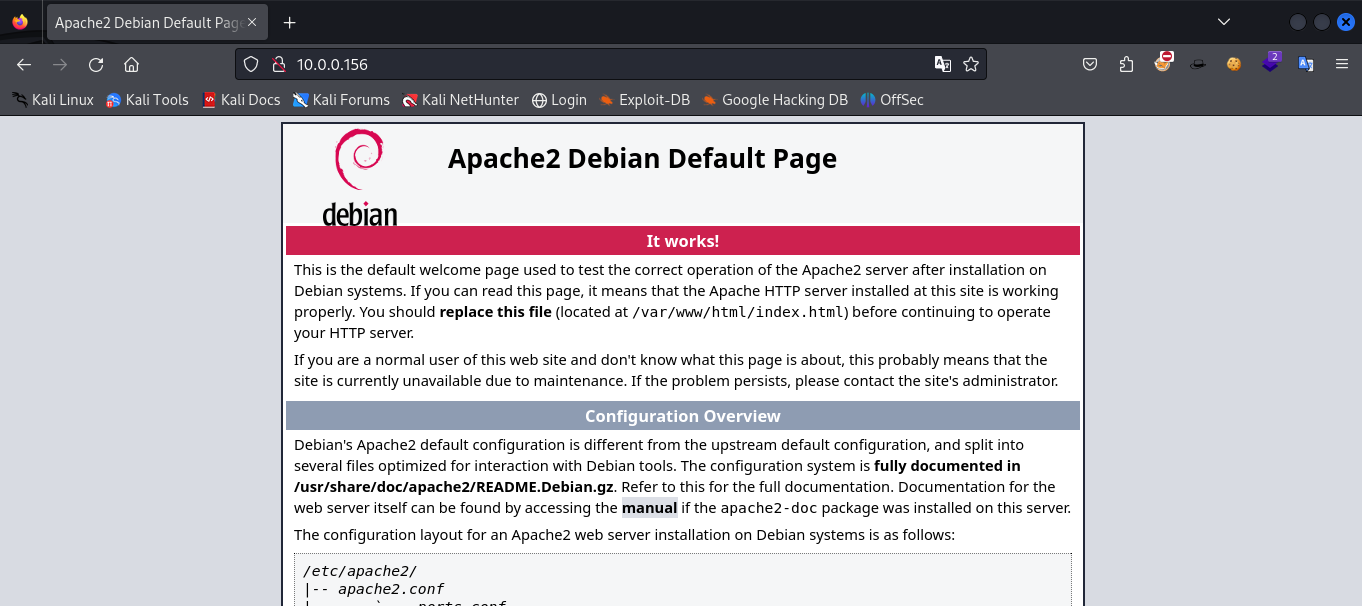 Apache2 Debian Default Page
10.0.0.156
2
Kali Linux Kali Tools Kali Docs Kali Forums Kali NetHunter Login Exploit-DB Google Hacking DB OffSec
debian
Apache2 Debian Default Page
It works!
This is the default welcome page used to test the correct operation of the Apache2 server after installation on
Debian systems. If you can read this page, it means that the Apache HTTP server installed at this site is working
properly. You should replace this file (located at /var/www/html/index.html) before continuing to operate
your HTTP server.
If you are a normal user of this web site and don't know what this page is about, this probably means that the
site is currently unavailable due to maintenance. If the problem persists, please contact the site's administrator.
Configuration Overview
Debian's Apache2 default configuration is different from the upstream default configuration, and split into
several files optimized for interaction with Debian tools. The configuration system is fully documented in
/usr/share/doc/apache2/README.Debian.gz. Refer to this for the full documentation. Documentation for the
web server itself can be found by accessing the manual if the apache2-doc package was installed on this server.
The configuration layout for an Apache2 web server installation on Debian systems is as follows:
/etc/apache2/
|-- apache2.conf